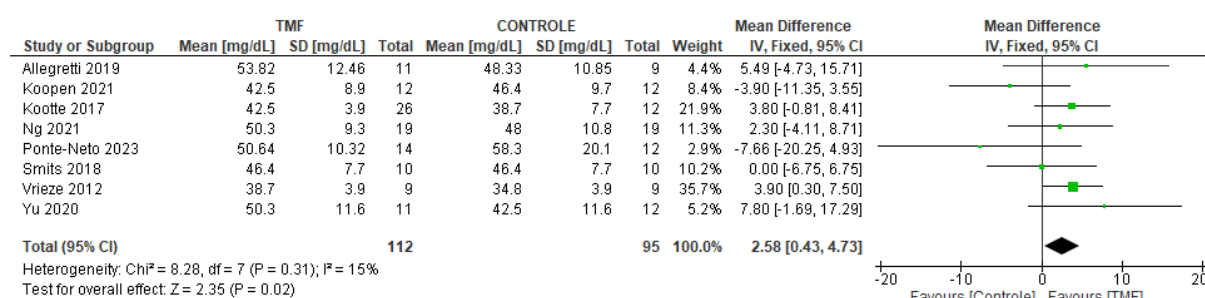 TMF CONTROLE Mean Difference Mean Difference
Study or Subgroup Mean [mg/dL] SD [mg/dL] Total Mean [mg/dL] SD [mg/dL] Total Weight IV, Fixed, 95% CI IV, Fixed, 95% CI
Allegretti 2019 53.82 12.46 11 48.33 10.85 9 4.4% 5.49 [-4.73, 15.71]
Koopen 2021 42.5 8.9 12 46.4 9.7 12 8.4% -3.90 [-11.35, 3.55]
Kootte 2017 42.5 3.9 26 38.7 7.7 12 21.9% 3.80 [-0.81, 8.41]
Ng 2021 50.3 9.3 19 48 10.8 19 11.3% 2.30 [-4.11, 8.71]
Ponte-Neto 2023 50.64 10.32 14 58.3 20.1 12 2.9% -7.66 [-20.25, 4.93]
Smits 2018 46.4 7.7 10 46.4 7.7 10 10.2% 0.00 [-6.75, 6.75]
Vrieze 2012 38.7 3.9 9 34.8 3.9 9 35.7% 3.90 [0.30, 7.50]
Yu 2020 50.3 11.6 11 42.5 11.6 12 5.2% 7.80 [-1.69, 17.29]
Total (95% CI) 112 95 100.0% 2.58 [0.43, 4.73]
Heterogeneity: Chi² = 8.28, df = 7 (P = 0.31); I² = 15%
Test for overall effect: Z = 2.35 (P = 0.02)
-20 -10 0 10 20
Favours [Controle] Favours [TMF]